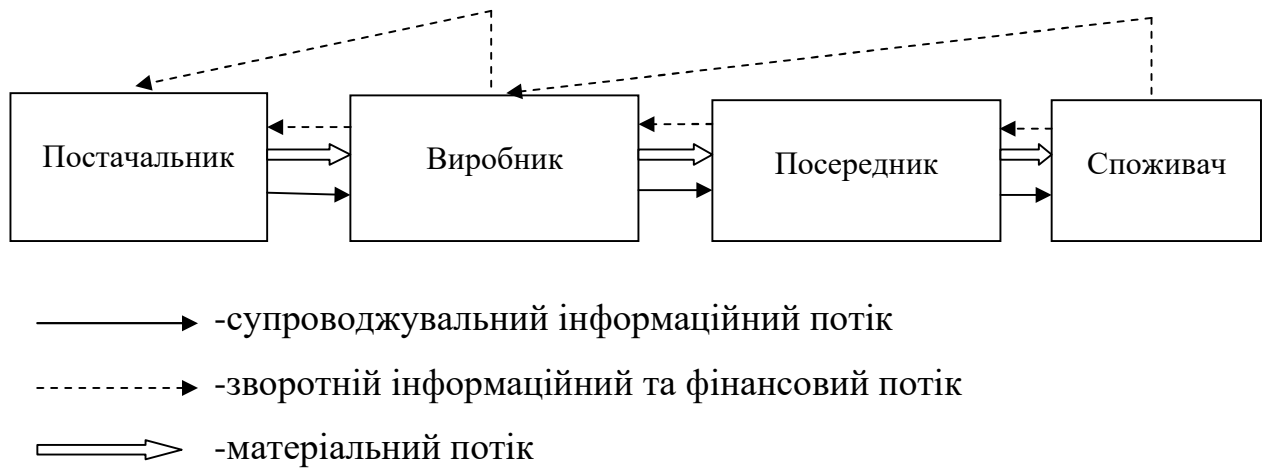 Постачальник
Виробник
Посередник
Споживач
-супроводжувальний інформаційний потік
-зворотній інформаційний та фінансовий потік
-матеріальний потік